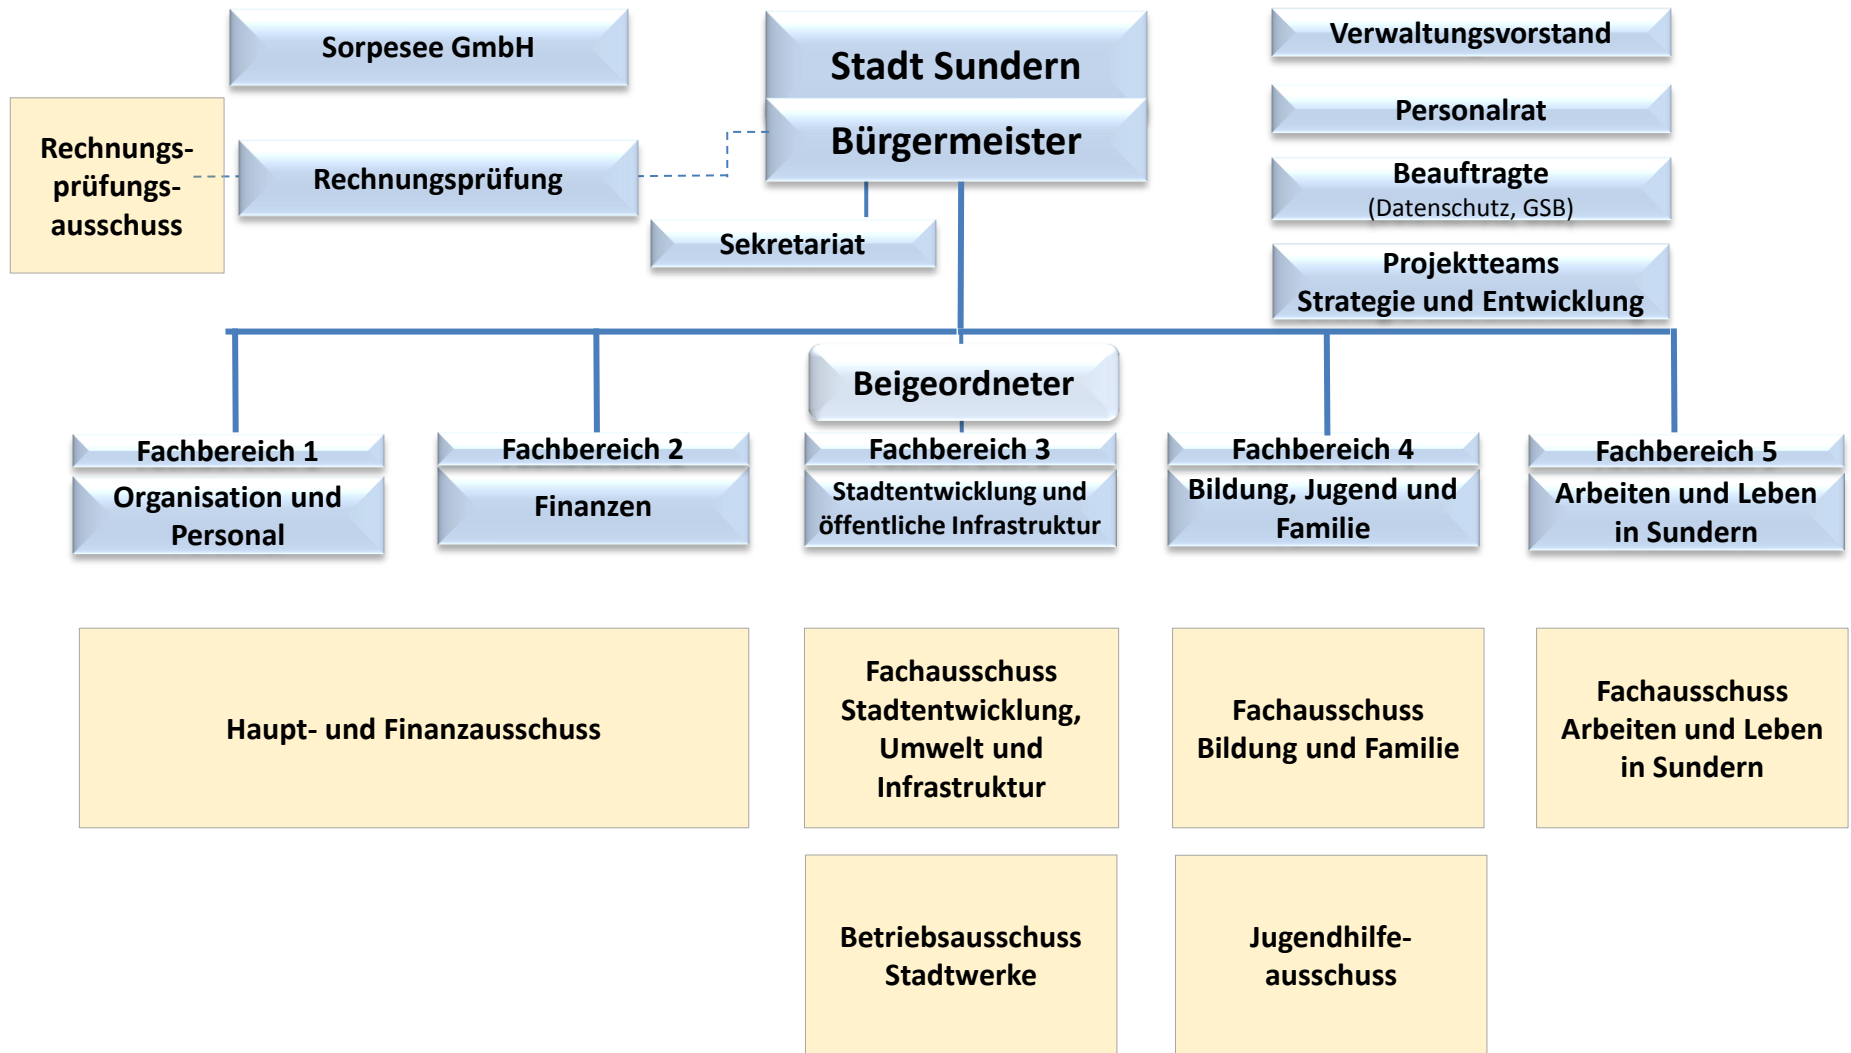 Sorpesee GmbH
Stadt Sundern
Bürgermeister
Verwaltungsvorstand
Personalrat
Beauftragte
(Datenschutz, GSB)
Projektteams
Strategie und Entwicklung
Rechnungs-
prüfungs-
ausschuss
Rechnungsprüfung
Sekretariat
Beigeordneter
Fachbereich 1
Organisation und
Personal
Fachbereich 2
Finanzen
Fachbereich 3
Stadtentwicklung und
öffentliche Infrastruktur
Fachbereich 4
Bildung, Jugend und
Familie
Fachbereich 5
Arbeiten und Leben
in Sundern
Haupt- und Finanzausschuss
Fachausschuss
Stadtentwicklung,
Umwelt und
Infrastruktur
Fachausschuss
Bildung und Familie
Fachausschuss
Arbeiten und Leben
in Sundern
Betriebsausschuss
Stadtwerke
Jugendhilfe-
ausschuss